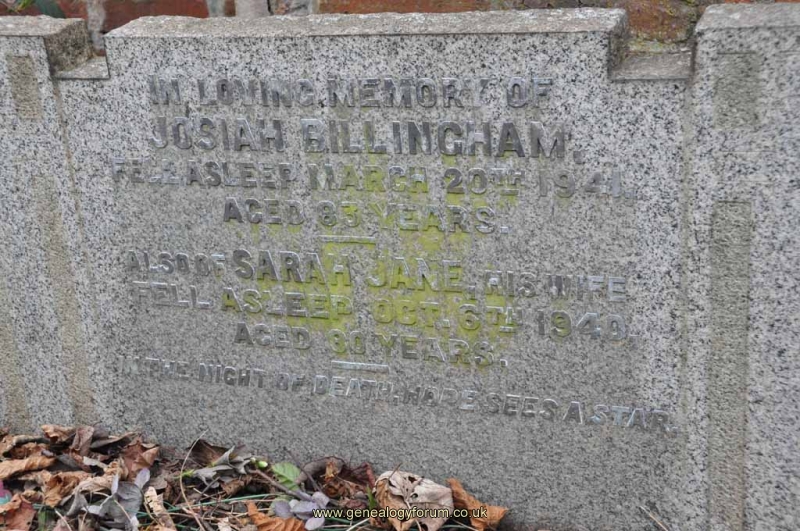 IN LOVING MEMORY OF
JOSIAH BILLINGHAM,
FELL ASLEEP MARCH 20TH 1941,
AGED 83 YEARS.
ALSO OF SARAH JANE, HIS WIFE
FELL ASLEEP OCT. 6TH 1940,
AGED 80 YEARS.
IN THE NIGHT OF DEATH, HOPE SEES A STAR.
www.genealogyforum.co.uk